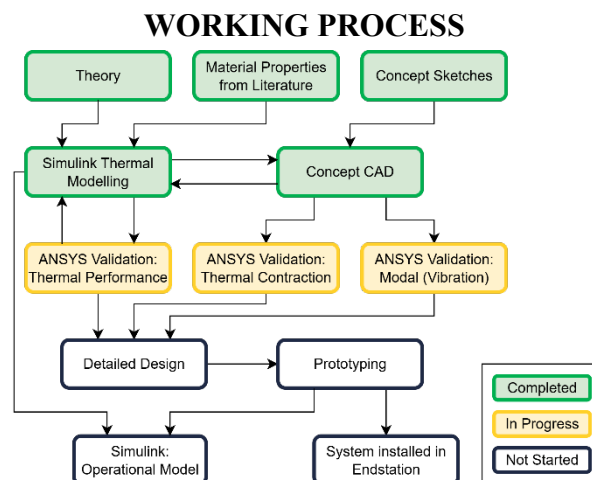 WORKING PROCESS
Theory
Material Properties
from Literature
Concept Sketches
Simulink Thermal
Modelling
Concept CAD
ANSYS Validation:
Thermal Performance
ANSYS Validation:
Thermal Contraction
ANSYS Validation:
Modal (Vibration)
Detailed Design
Prototyping
Completed
In Progress
Not Started
Simulink:
Operational Model
System installed in
Endstation